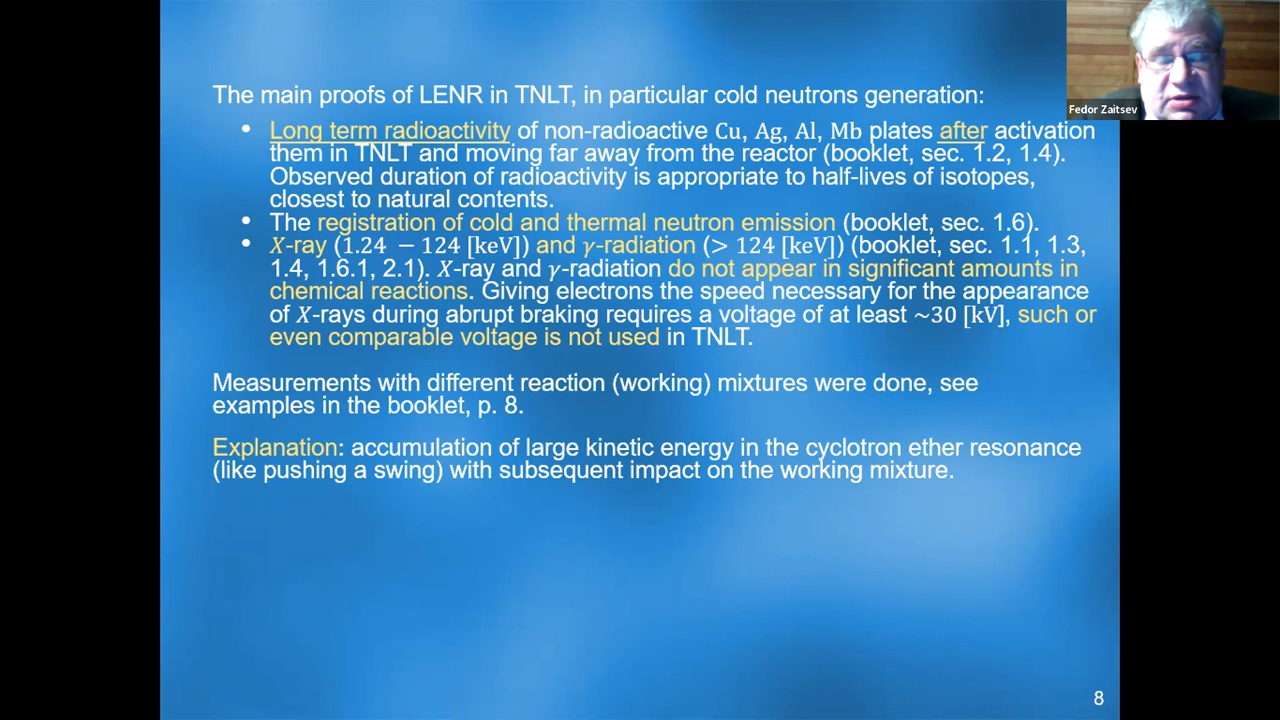 Fedor Zaitsev
The main proofs of LENR in TNLT, in particular cold neutrons generation:
• Long term radioactivity of non-radioactive Cu, Ag, Al, Mb plates after activation
them in TNLT and moving far away from the reactor (booklet, sec. 1.2, 1.4).
Observed duration of radioactivity is appropriate to half-lives of isotopes,
closest to natural contents.
• The registration of cold and thermal neutron emission (booklet, sec. 1.6).
• X-ray (1.24 − 124 [keV]) and γ-radiation (> 124 [keV]) (booklet, sec. 1.1, 1.3,
1.4, 1.6.1, 2.1). X-ray and γ-radiation do not appear in significant amounts in
chemical reactions. Giving electrons the speed necessary for the appearance
of X-rays during abrupt braking requires a voltage of at least ~30 [kV], such or
even comparable voltage is not used in TNLT.
Measurements with different reaction (working) mixtures were done, see
examples in the booklet, p. 8.
Explanation: accumulation of large kinetic energy in the cyclotron ether resonance
(like pushing a swing) with subsequent impact on the working mixture.
8